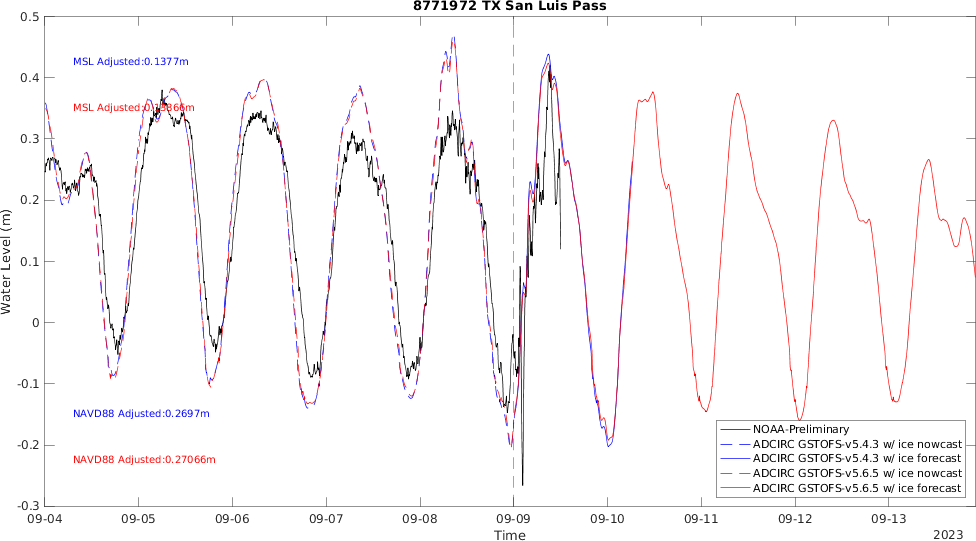 8771972 TX San Luis Pass
0.5
0.4
0.3
0.2
0.1
0
-0.1
-0.2
-0.3
Water Level (m)
MSL Adjusted:0.1377m
MSL Adjusted:
NAVD88 Adjusted:0.2697m
NAVD88 Adjusted:0.27066m
NOAA-Preliminary
ADCIRC GSTOFS-v5.4.3 w/ ice nowcast
ADCIRC GSTOFS-v5.4.3 w/ ice forecast
ADCIRC GSTOFS-v5.6.5 w/ ice nowcast
ADCIRC GSTOFS-v5.6.5 w/ ice forecast
09-04 09-05 09-06 09-07 09-08 09-09 09-10 09-11 09-12 09-13
Time
2023